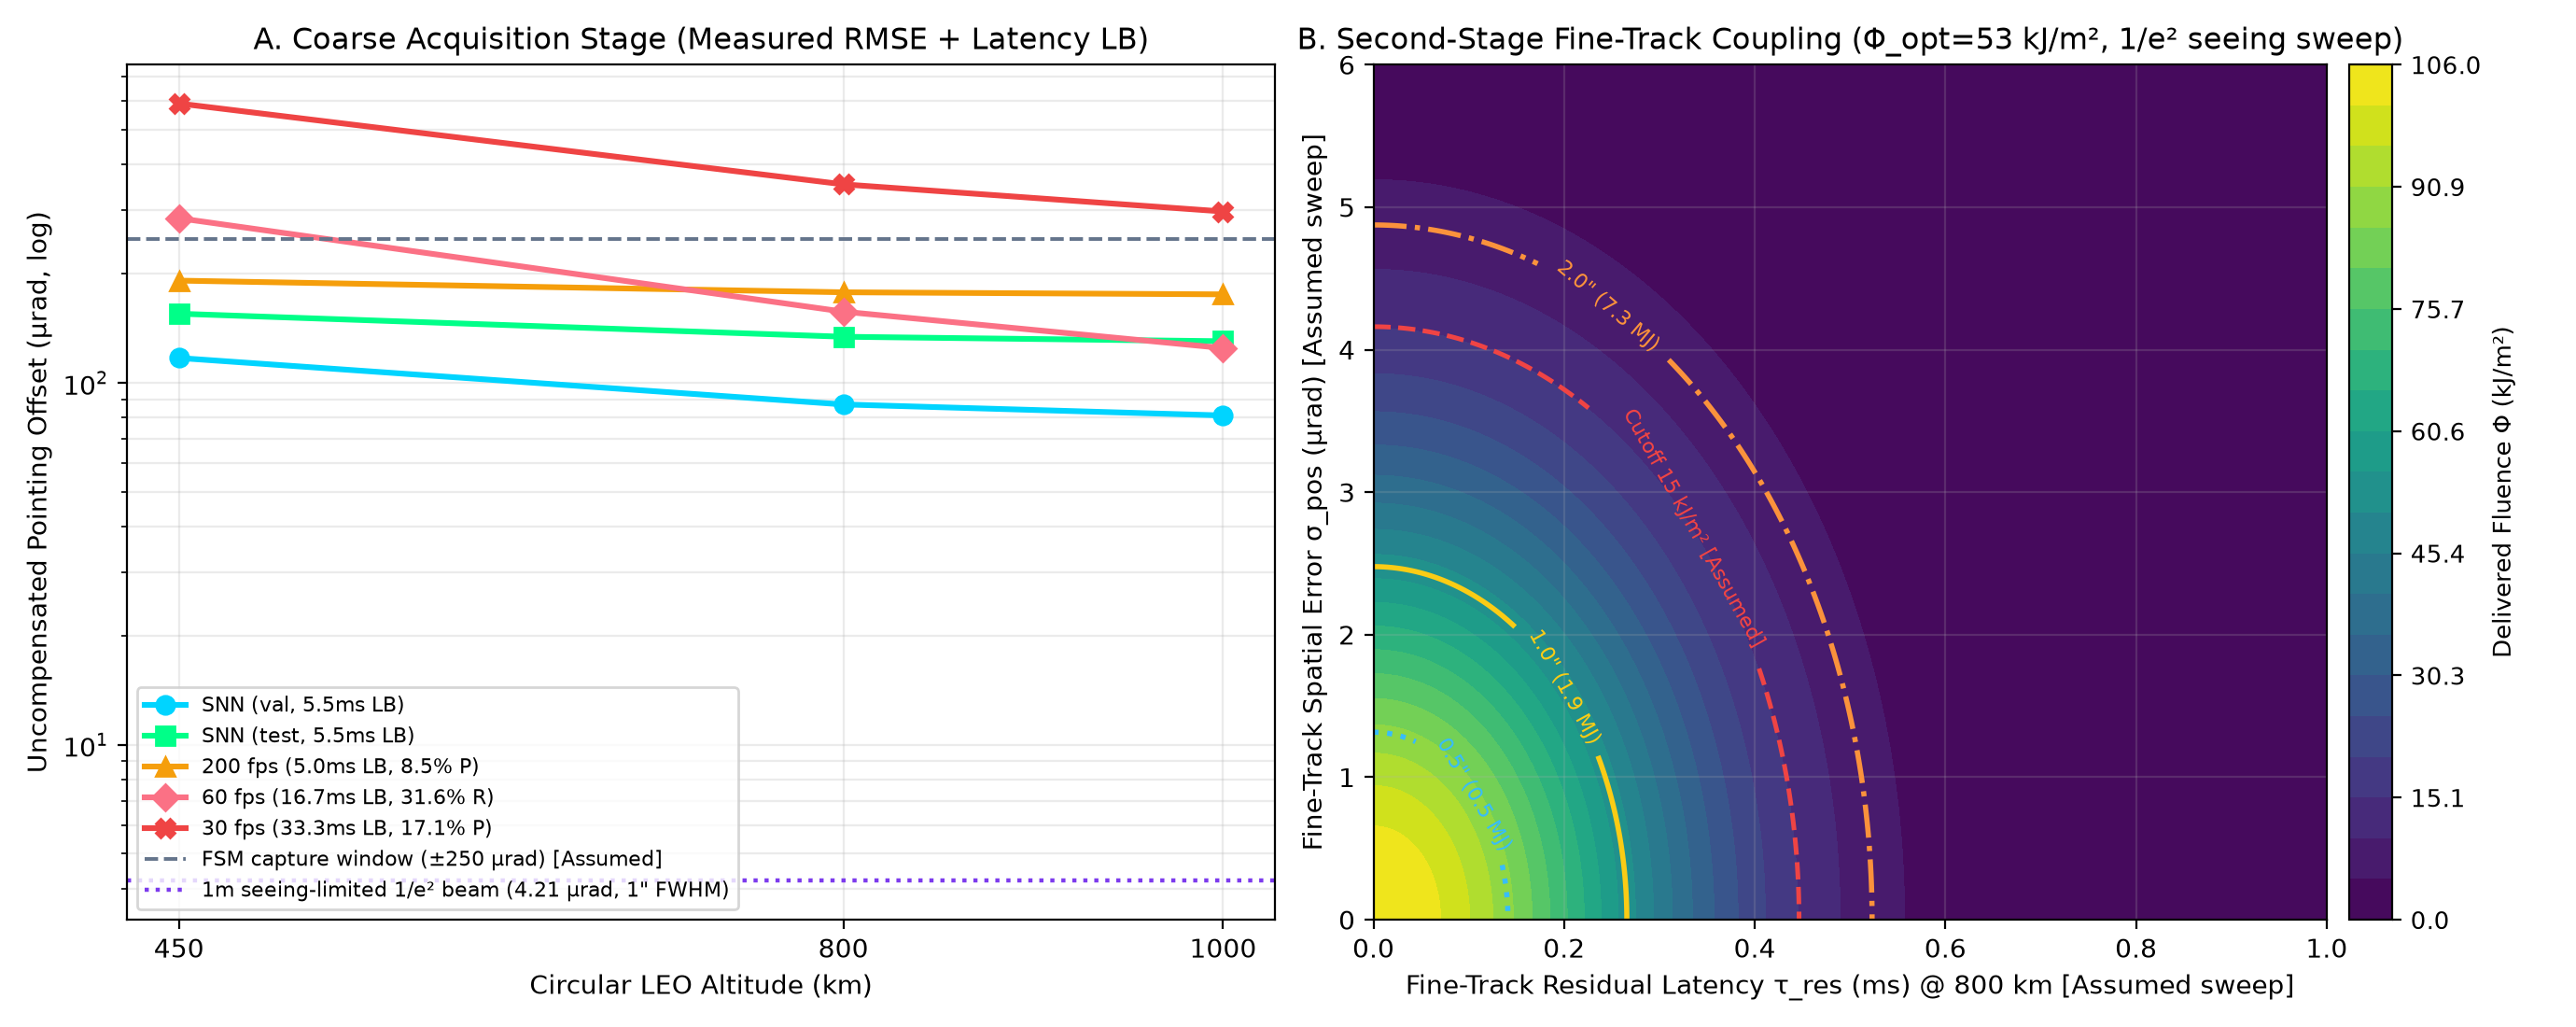 A. Coarse Acquisition Stage (Measured RMSE + Latency LB)
Uncompensated Pointing Offset (μrad, log)
10²
10¹
SNN (val, 5.5ms LB)
SNN (test, 5.5ms LB)
200 fps (5.0ms LB, 8.5% P)
60 fps (16.7ms LB, 31.6% R)
30 fps (33.3ms LB, 17.1% P)
FSM capture window (±250 μrad) [Assumed]
1m seeing-limited 1/e² beam (4.21 μrad, 1" FWHM)
450
800
1000
Circular LEO Altitude (km)
B. Second-Stage Fine-Track Coupling (Φ_opt=53 kJ/m², 1/e² seeing sweep)
Fine-Track Spatial Error σ_pos (μrad) [Assumed sweep]
6
5
4
3
2
1
0
2.0" (7.3 MJ)
Cutoff 15 kJ/m² [Assumed]
1.0" (1.9 MJ)
0.5" (0.5 MJ)
0.0
0.2
0.4
0.6
0.8
1.0
Fine-Track Residual Latency τ_res (ms) @ 800 km [Assumed sweep]
106.0
90.9
75.7
60.6
45.4
30.3
15.1
0.0
Delivered Fluence Φ (kJ/m²)